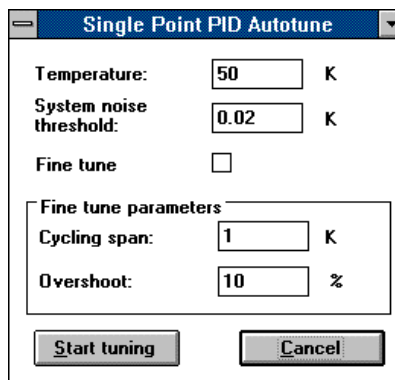 Single Point PID Autotune
Temperature: 50 K
System noise
threshold: 0.02 K
Fine tune
Fine tune parameters
Cycling span: 1 K
Overshoot: 10 %
Start tuning Cancel